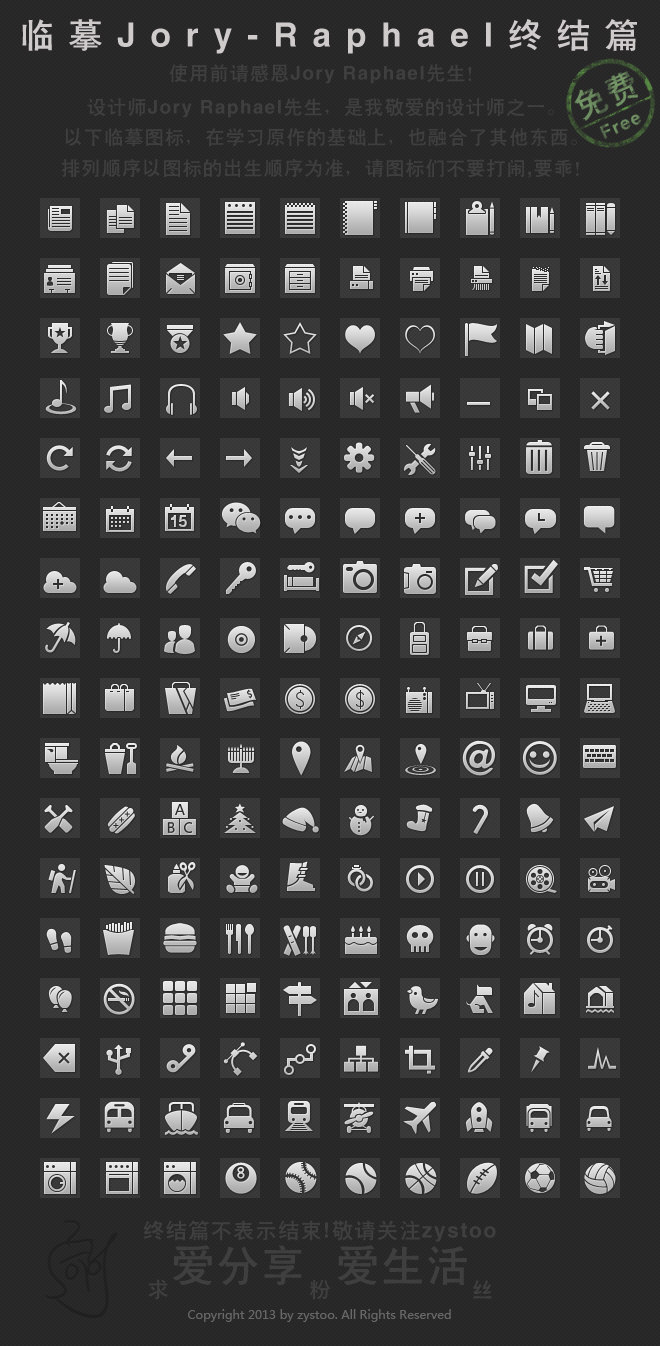 临摹Jory-Raphael终结篇
使用前请感恩Jory Raphael先生!
设计师Jory Raphael先生，是我敬爱的设计师之一。
免费
Free
以下临摹图标，在学习原作的基础上，也融合了其他东西。
排列顺序以图标的出生顺序为准，请图标们不要打闹,要乖!
15
$
$ $
@
A
B C
8
终结篇不表示结束!敬请关注zystoo
求爱分享粉爱生活丝
Copyright 2013 by zystoo. All Rights Reserved